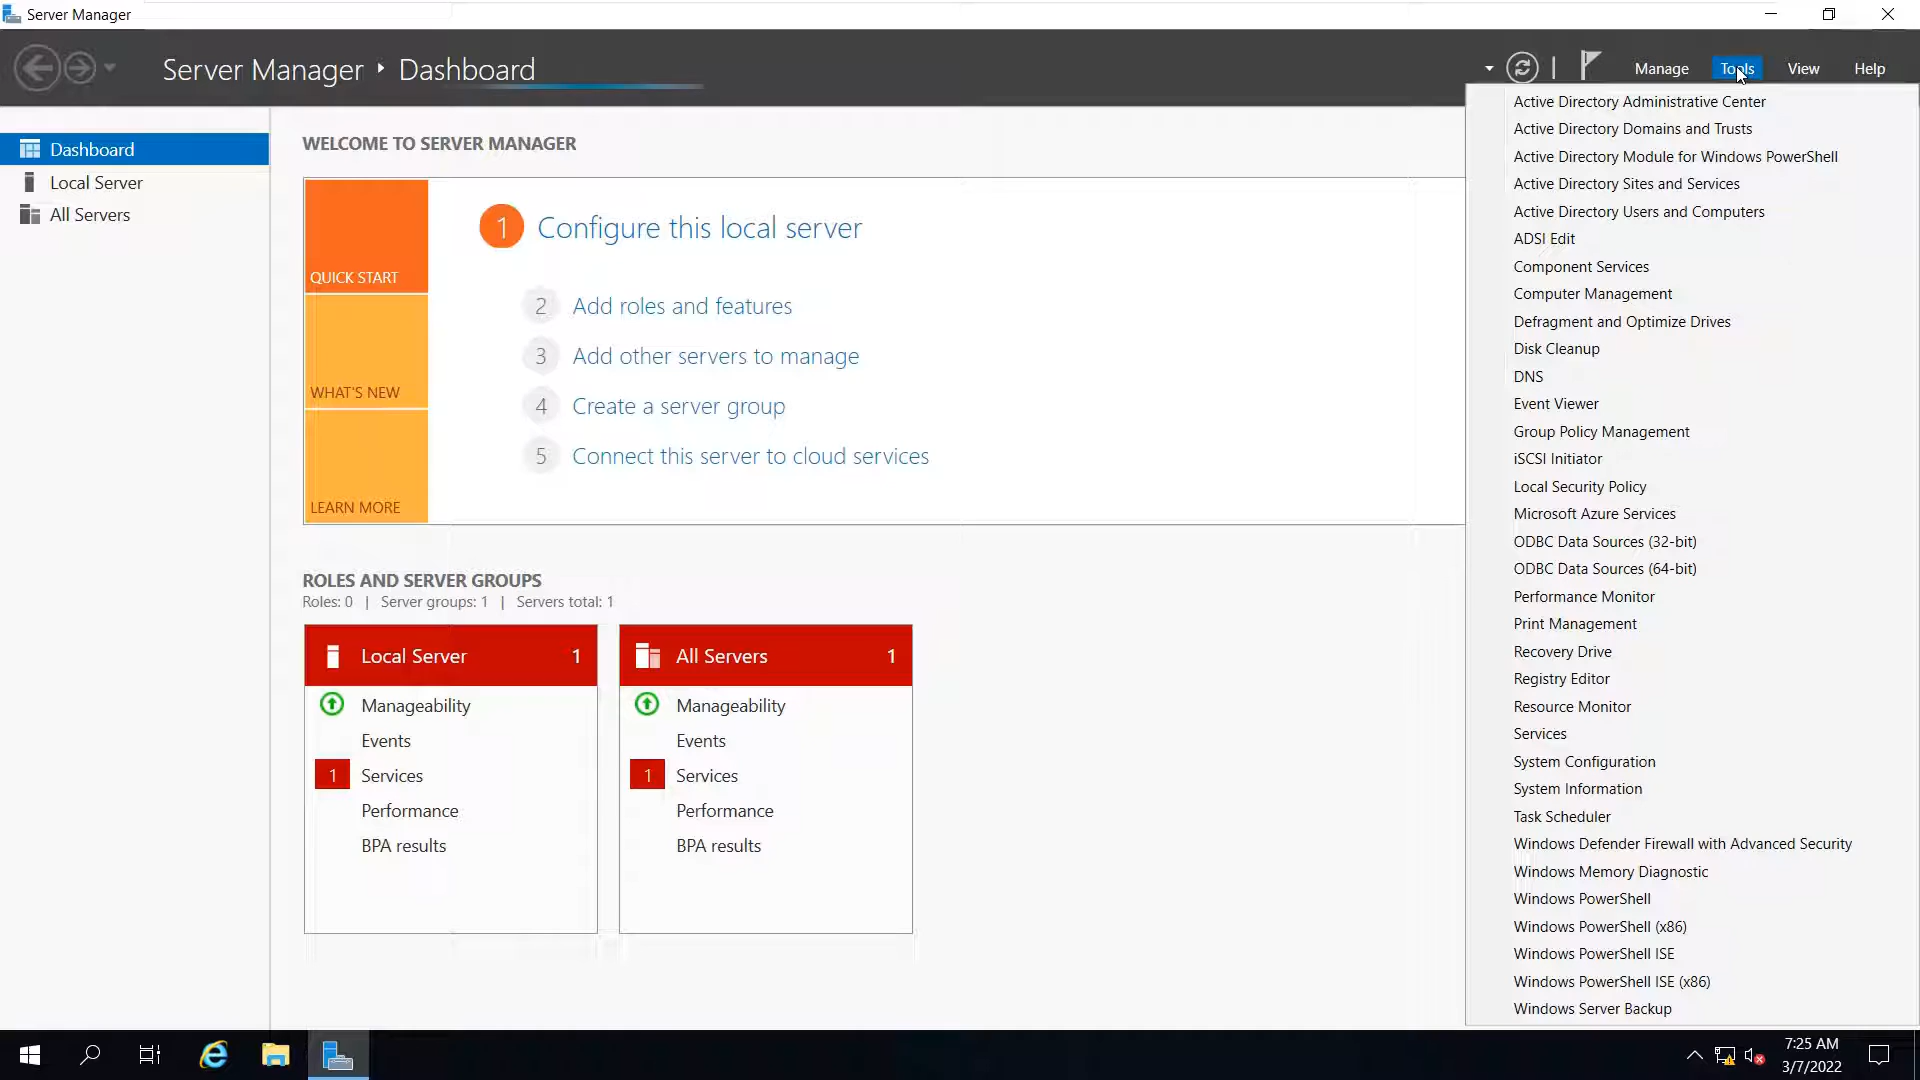 Server Manager
Server Manager ‣ Dashboard
Manage
Tools
View
Help
Dashboard
Local Server
All Servers
WELCOME TO SERVER MANAGER
QUICK START
WHAT'S NEW
LEARN MORE
1 Configure this local server
2 Add roles and features
3 Add other servers to manage
4 Create a server group
5 Connect this server to cloud services
ROLES AND SERVER GROUPS
Roles: 0 | Server groups: 1 | Servers total: 1
Local Server 1
Manageability
Events
1 Services
Performance
BPA results
All Servers 1
Manageability
Events
1 Services
Performance
BPA results
Active Directory Administrative Center
Active Directory Domains and Trusts
Active Directory Module for Windows PowerShell
Active Directory Sites and Services
Active Directory Users and Computers
ADSI Edit
Component Services
Computer Management
Defragment and Optimize Drives
Disk Cleanup
DNS
Event Viewer
Group Policy Management
iSCSI Initiator
Local Security Policy
Microsoft Azure Services
ODBC Data Sources (32-bit)
ODBC Data Sources (64-bit)
Performance Monitor
Print Management
Recovery Drive
Registry Editor
Resource Monitor
Services
System Configuration
System Information
Task Scheduler
Windows Defender Firewall with Advanced Security
Windows Memory Diagnostic
Windows PowerShell
Windows PowerShell (x86)
Windows PowerShell ISE
Windows PowerShell ISE (x86)
Windows Server Backup
7:25 AM
3/7/2022